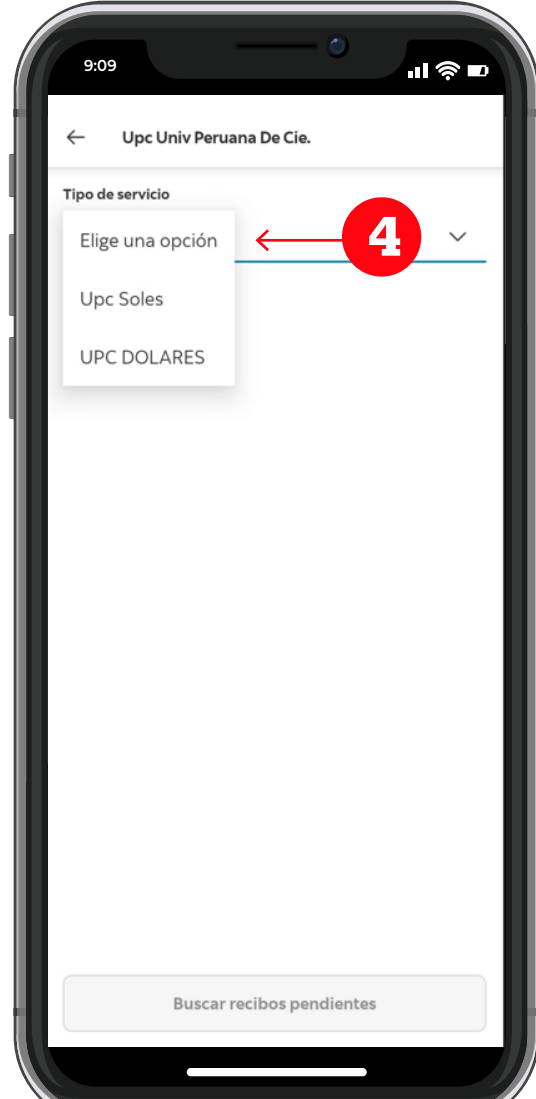 9:09
Upc Univ Peruana De Cie.
Tipo de servicio
Elige una opción
4
Upc Soles
UPC DOLARES
Buscar recibos pendientes